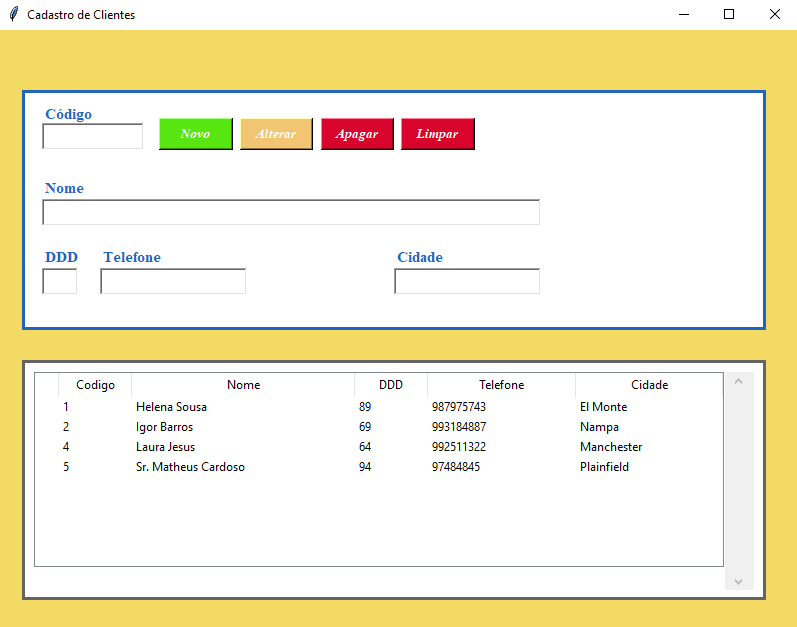 Cadastro de Clientes
Código
Novo Alterar Apagar Limpar
Nome
DDD Telefone Cidade
Codigo Nome DDD Telefone Cidade
1 Helena Sousa 89 987975743 El Monte
2 Igor Barros 69 993184887 Nampa
4 Laura Jesus 64 992511322 Manchester
5 Sr. Matheus Cardoso 94 97484845 Plainfield